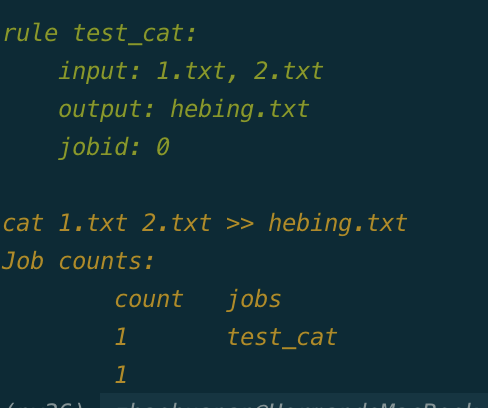 rule test_cat:
    input: 1.txt, 2.txt
    output: hebing.txt
    jobid: 0

cat 1.txt 2.txt >> hebing.txt
Job counts:
        count   jobs
        1       test_cat
        1